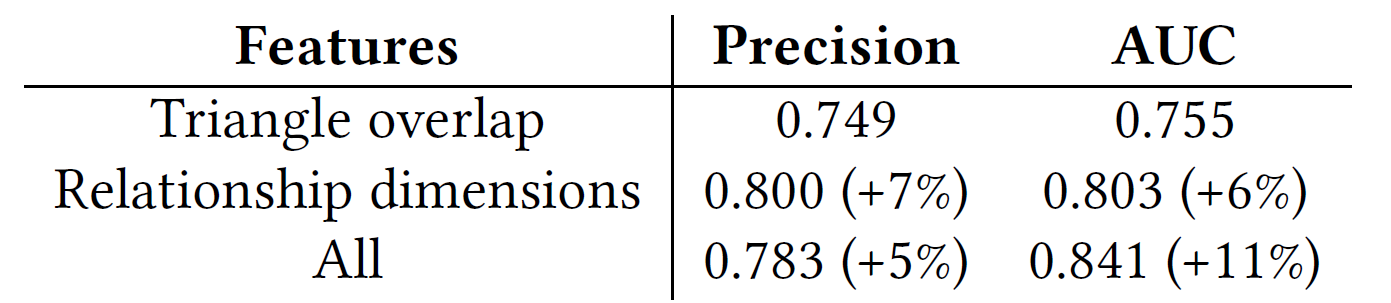 Features Precision AUC
Triangle overlap 0.749 0.755
Relationship dimensions 0.800 (+7%) 0.803 (+6%)
All 0.783 (+5%) 0.841 (+11%)